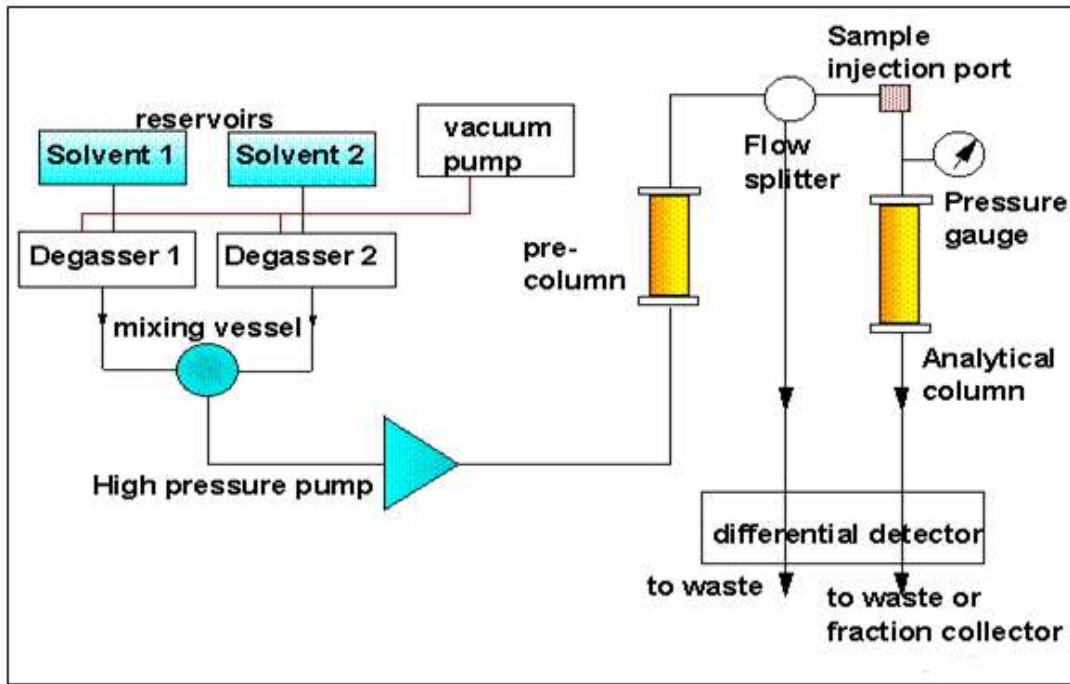 reservoirs
Solvent 1
Solvent 2
vacuum
pump
Degasser 1
Degasser 2
mixing vessel
High pressure pump
pre-
column
Flow
splitter
Sample
injection port
Pressure
gauge
Analytical
column
differential detector
to waste
to waste or
fraction collector